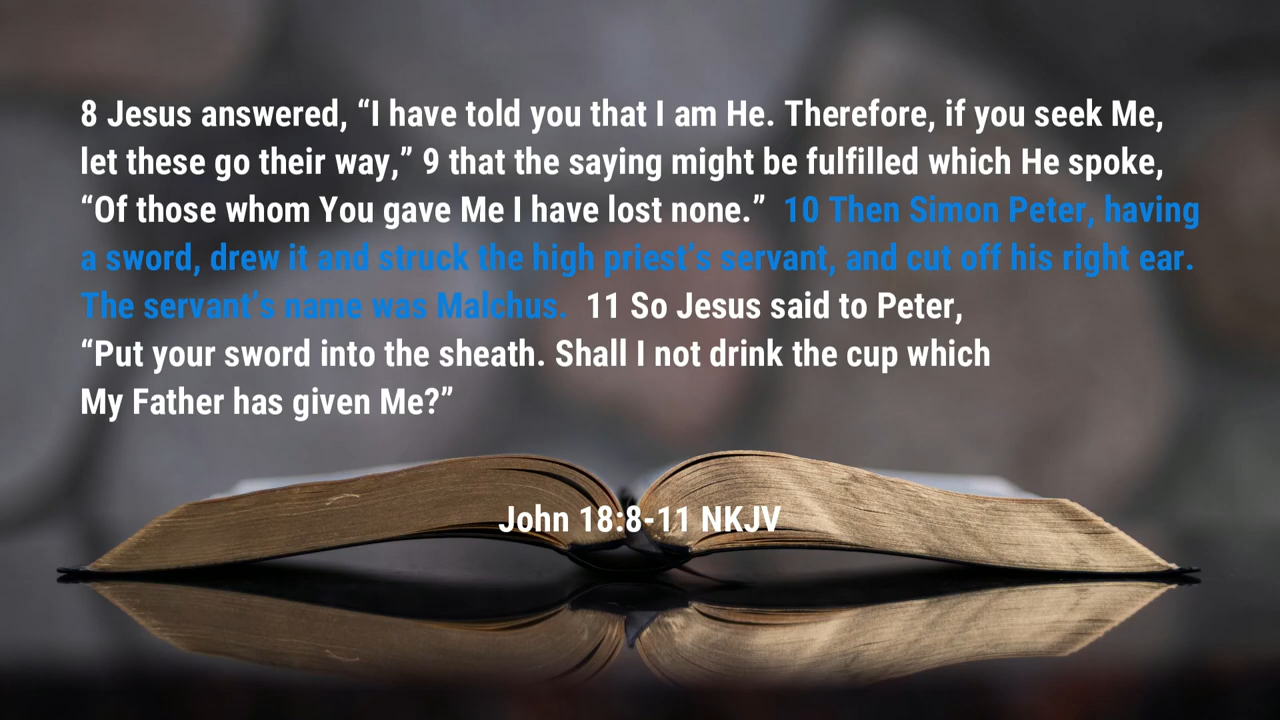 8 Jesus answered, “I have told you that I am He. Therefore, if you seek Me,
let these go their way,” 9 that the saying might be fulfilled which He spoke,
“Of those whom You gave Me I have lost none.”  10 Then Simon Peter, having
a sword, drew it and struck the high priest’s servant, and cut off his right ear.
The servant’s name was Malchus.  11 So Jesus said to Peter,
“Put your sword into the sheath. Shall I not drink the cup which
My Father has given Me?”
John 18:8-11 NKJV